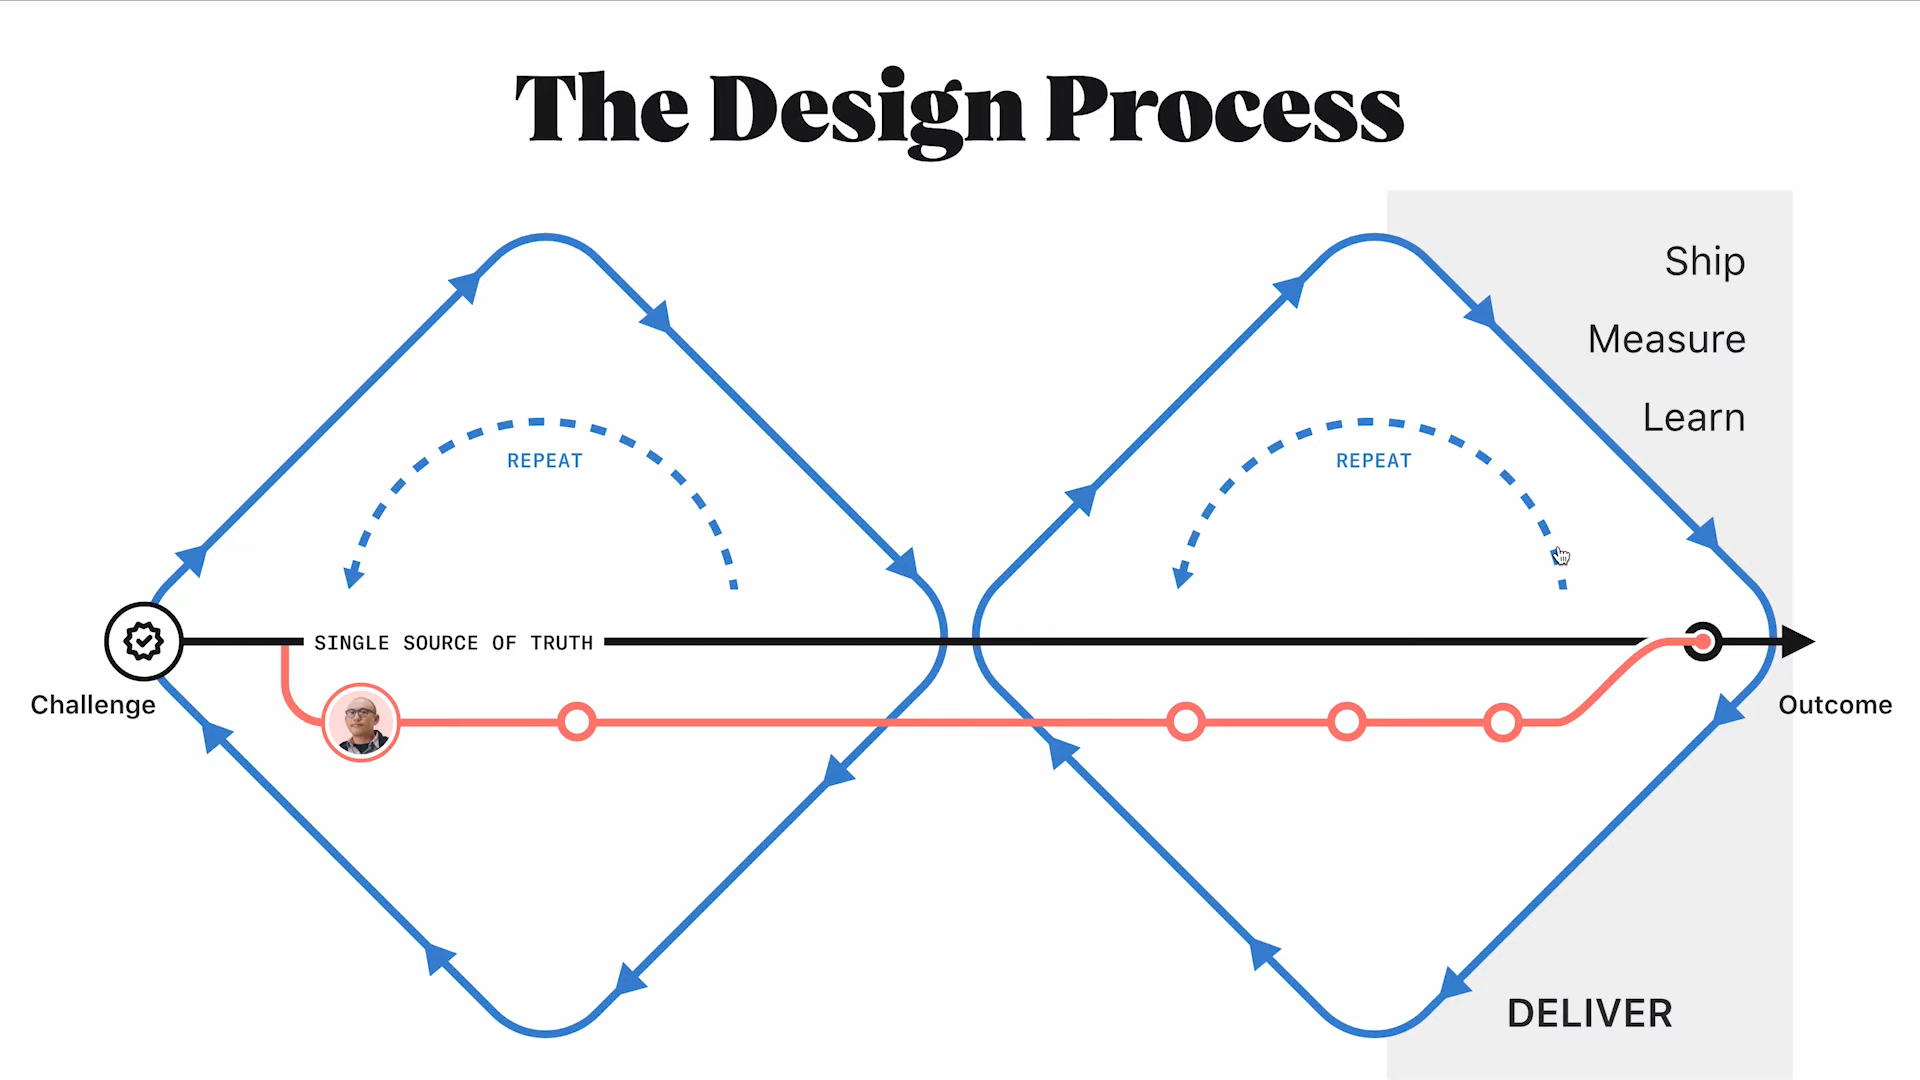 The Design Process
Ship
Measure
Learn
REPEAT
REPEAT
SINGLE SOURCE OF TRUTH
Challenge
Outcome
DELIVER